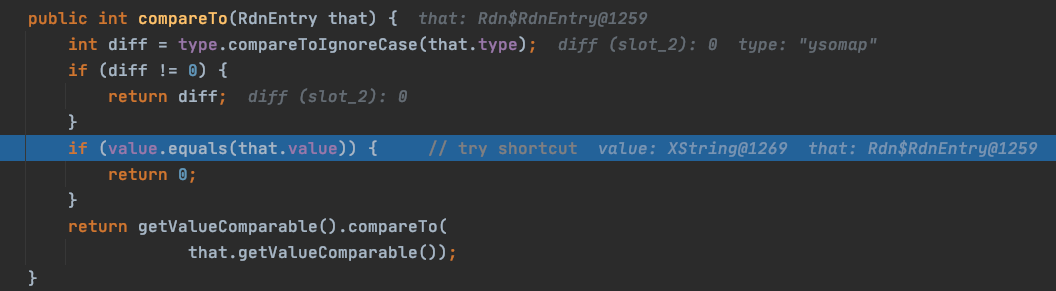 public int compareTo(RdnEntry that) {  that: Rdn$RdnEntry@1259
    int diff = type.compareToIgnoreCase(that.type);  diff (slot_2): 0  type: "ysomap"
    if (diff != 0) {
        return diff;  diff (slot_2): 0
    }
    if (value.equals(that.value)) {     // try shortcut  value: XString@1269  that: Rdn$RdnEntry@1259
        return 0;
    }
    return getValueComparable().compareTo(
                that.getValueComparable());
}